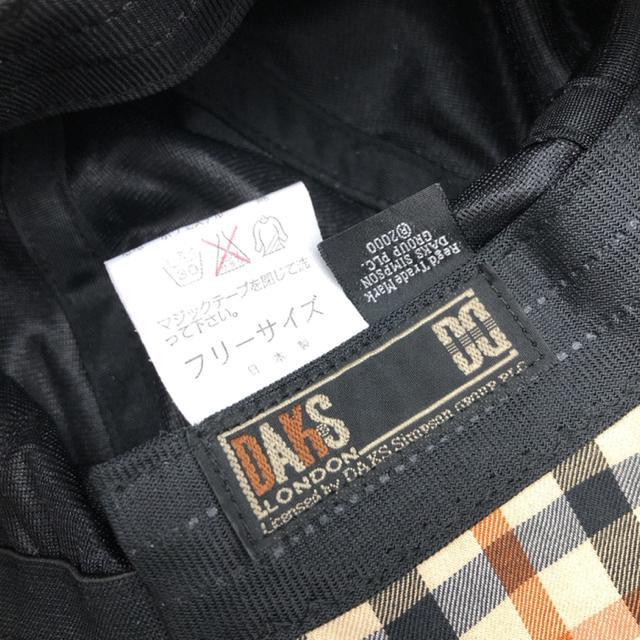 30
マジックテープを閉じて洗
って下さい。
フリーサイズ
日本製
Regd Trade Mark
DAKS SIMPSON
GROUP PLC.
©2000
DAKS
LONDON
Licensed by DAKS Simpson GROUP PLC